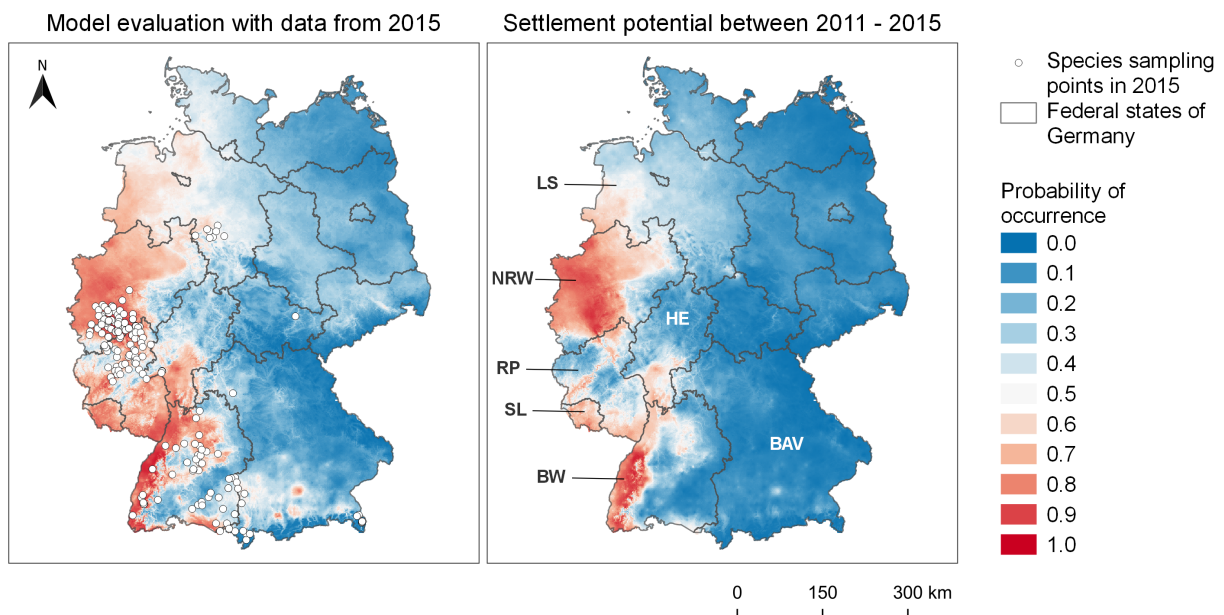 Model evaluation with data from 2015
Settlement potential between 2011 - 2015
N
LS
NRW
HE
RP
SL
BAV
BW
Species sampling
points in 2015
Federal states of
Germany
Probability of
occurrence
0.0
0.1
0.2
0.3
0.4
0.5
0.6
0.7
0.8
0.9
1.0
0 150 300 km